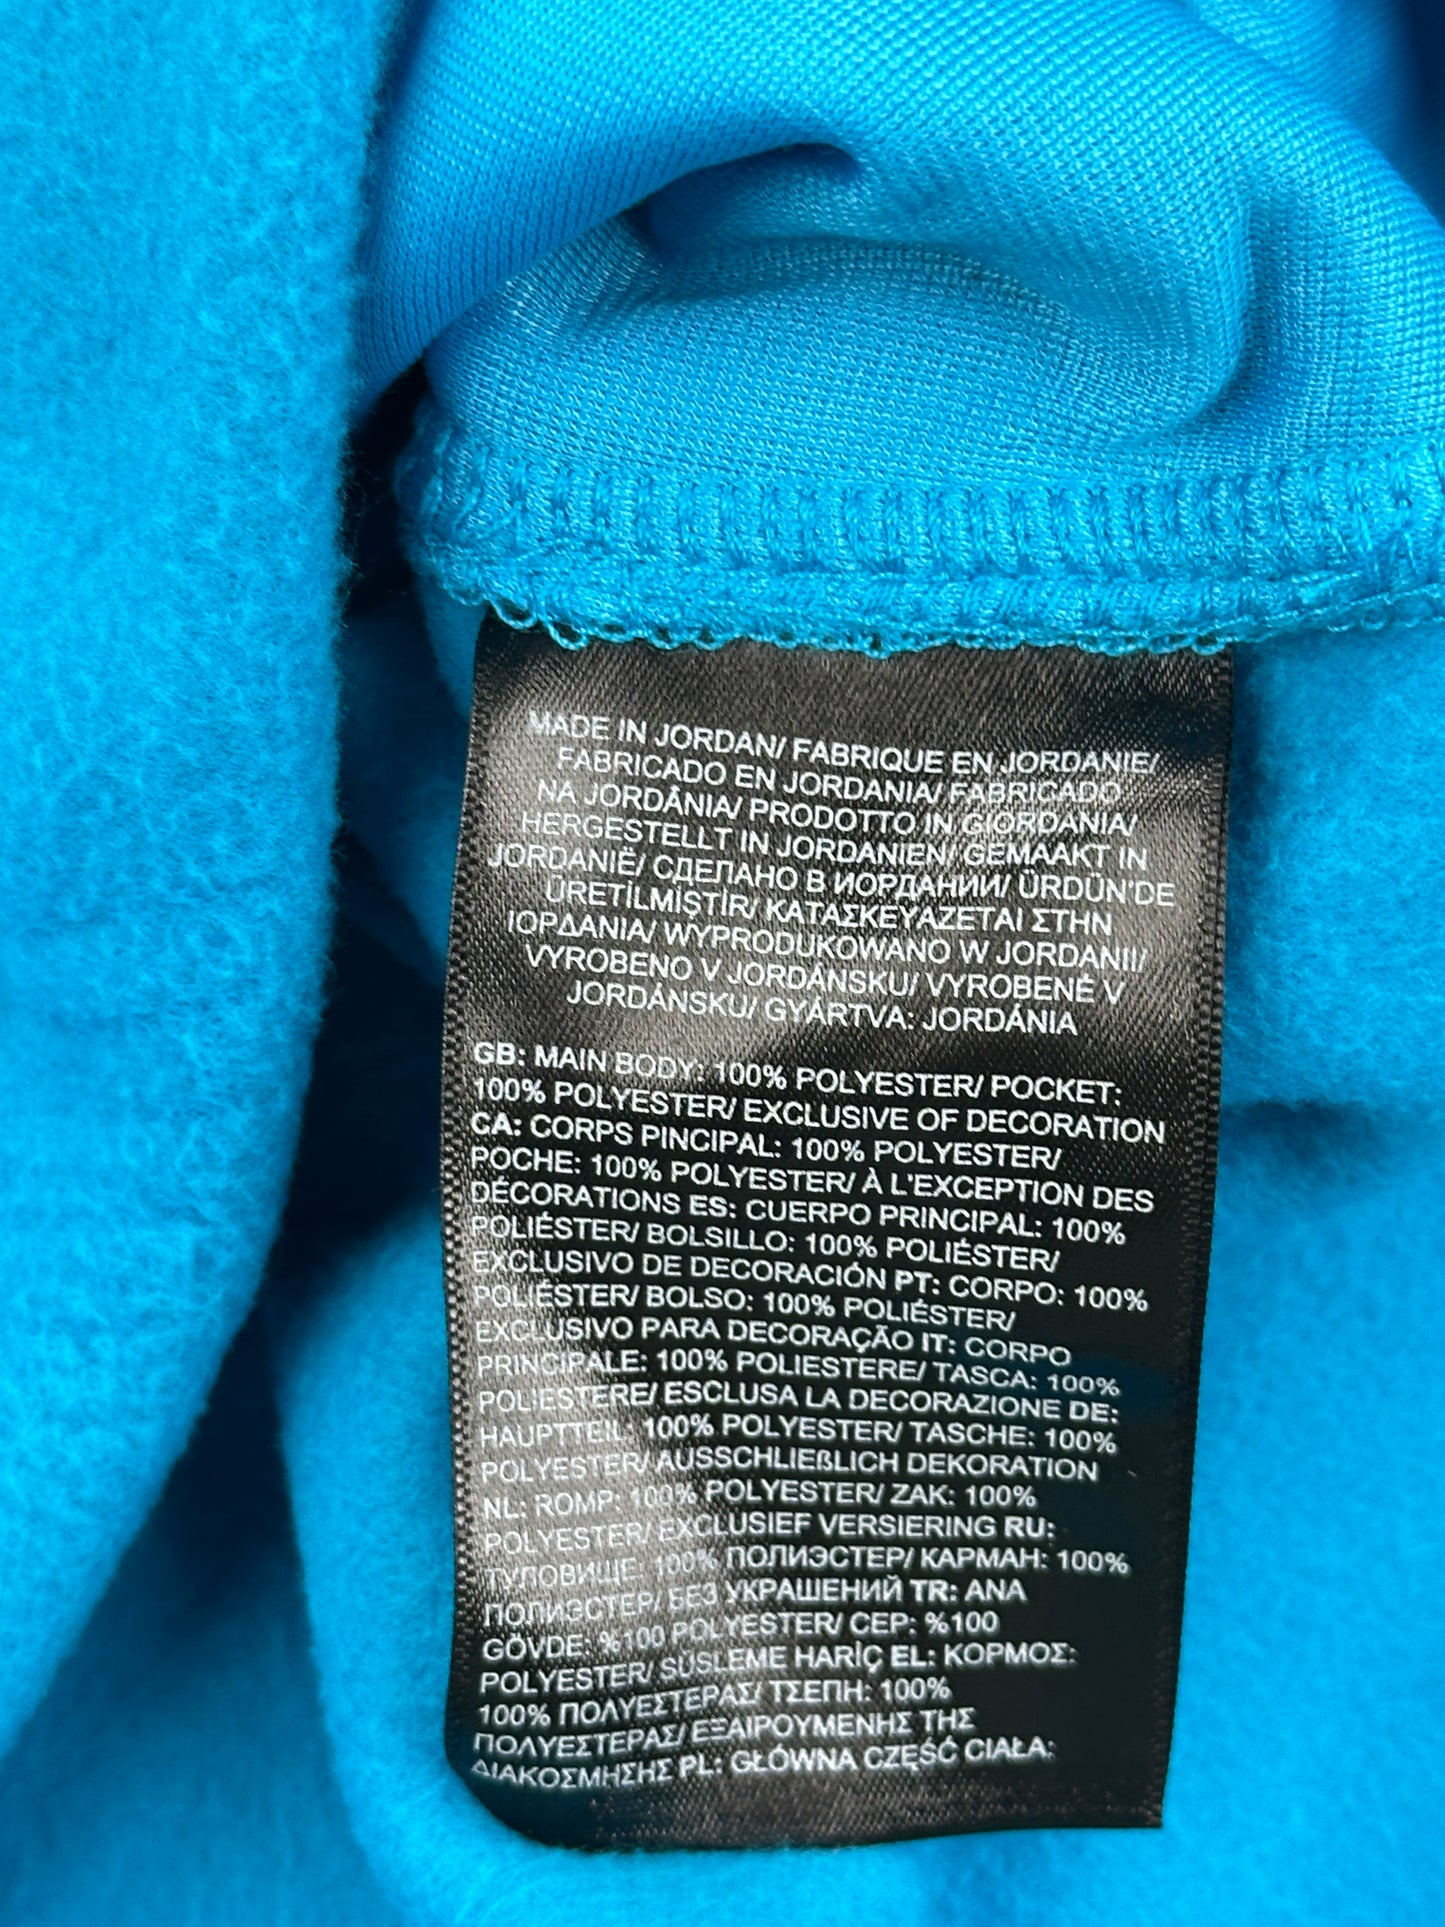 MADE IN JORDAN/ FABRIQUE EN JORDANIE/
FABRICADO EN JORDANIA/ FABRICADO
NA JORDÂNIA/ PRODOTTO IN GIORDANIA/
HERGESTELLT IN JORDANIEN/ GEMAAKT IN
JORDANIË/ СДЕЛАНО В ИОРДАНИИ/ ÜRDÜN'DE
ÜRETİLMİŞTİR/ ΚΑΤΑΣΚΕΥΑΖΕΤΑΙ ΣΤΗΝ
ΙΟΡΔΑΝΙΑ/ WYPRODUKOWANO W JORDANII/
VYROBENO V JORDÁNSKU/ VYROBENÉ V
JORDÁNSKU/ GYÁRTVA: JORDÁNIA
GB: MAIN BODY: 100% POLYESTER/ POCKET:
100% POLYESTER/ EXCLUSIVE OF DECORATION
CA: CORPS PINCIPAL: 100% POLYESTER/
POCHE: 100% POLYESTER/ À L'EXCEPTION DES
DÉCORATIONS ES: CUERPO PRINCIPAL: 100%
POLIÉSTER/ BOLSILLO: 100% POLIÉSTER/
EXCLUSIVO DE DECORACIÓN PT: CORPO: 100%
POLIÉSTER/ BOLSO: 100% POLIÉSTER/
EXCLUSIVO PARA DECORAÇÃO IT: CORPO
PRINCIPALE: 100% POLIESTERE/ TASCA: 100%
POLIESTERE/ ESCLUSA LA DECORAZIONE DE:
HAUPTTEIL: 100% POLYESTER/ TASCHE: 100%
POLYESTER/ AUSSCHLIEßLICH DEKORATION
NL: ROMP: 100% POLYESTER/ ZAK: 100%
POLYESTER/ EXCLUSIEF VERSIERING RU:
ТУЛОВИЩЕ: 100% ПОЛИЭСТЕР/ КАРМАН: 100%
ПОЛИЭСТЕР/ БЕЗ УКРАШЕНИЙ TR: ANA
GÖVDE: %100 POLYESTER/ CEP: %100
POLYESTER/ SÜSLEME HARİÇ EL: ΚΟΡΜΟΣ:
100% ΠΟΛΥΕΣΤΕΡΑΣ/ ΤΣΕΠΗ: 100%
ΠΟΛΥΕΣΤΕΡΑΣ/ ΕΞΑΙΡΟΥΜΕΝΗΣ ΤΗΣ
ΔΙΑΚΟΣΜΗΣΗΣ PL: GŁÓWNA CZĘŚĆ CIAŁA: